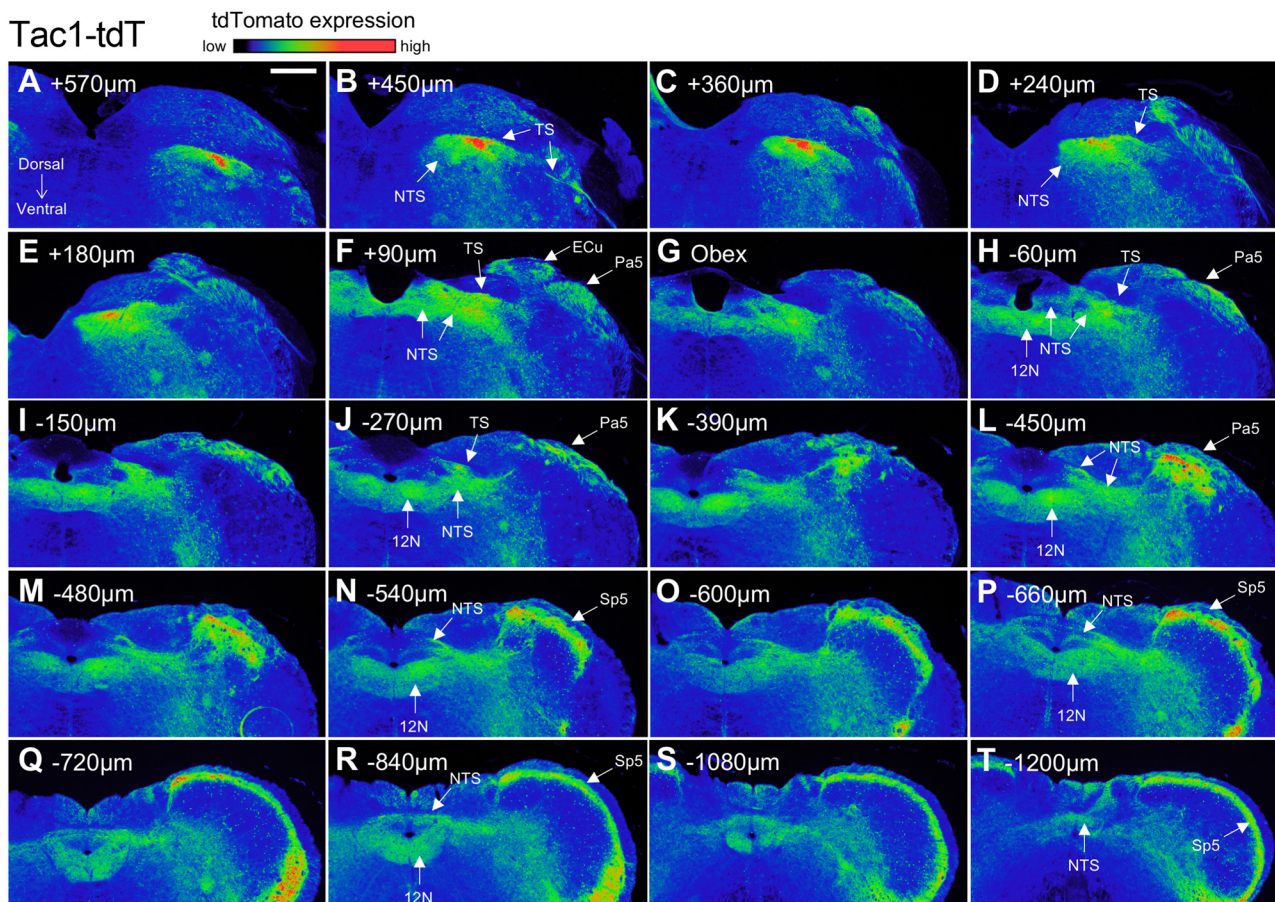 Tac1-tdT
tdTomato expression
low high
A +570µm
Dorsal
Ventral
B +450µm
TS
NTS
C +360µm
D +240µm
TS
NTS
E +180µm
F +90µm
TS
ECu
Pa5
NTS
G Obex
H -60µm
TS
Pa5
NTS
12N
I -150µm
J -270µm
TS
Pa5
NTS
12N
K -390µm
L -450µm
Pa5
NTS
12N
M -480µm
N -540µm
NTS
Sp5
12N
O -600µm
P -660µm
NTS
Sp5
12N
Q -720µm
R -840µm
NTS
Sp5
12N
S -1080µm
T -1200µm
Sp5
NTS